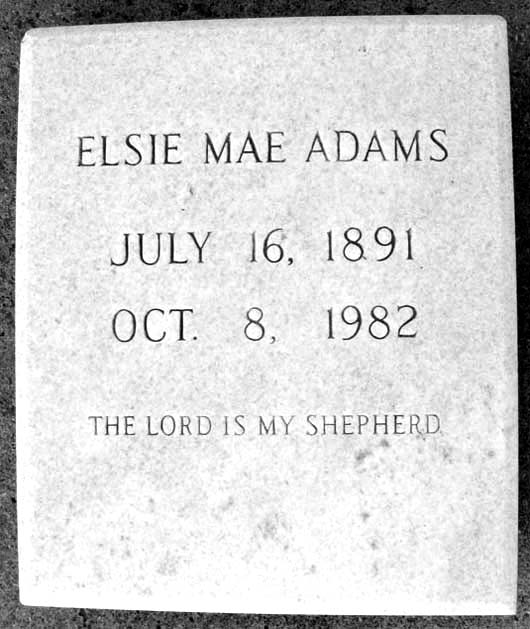 ELSIE MAE ADAMS
JULY 16, 1891
OCT. 8, 1982
THE LORD IS MY SHEPHERD